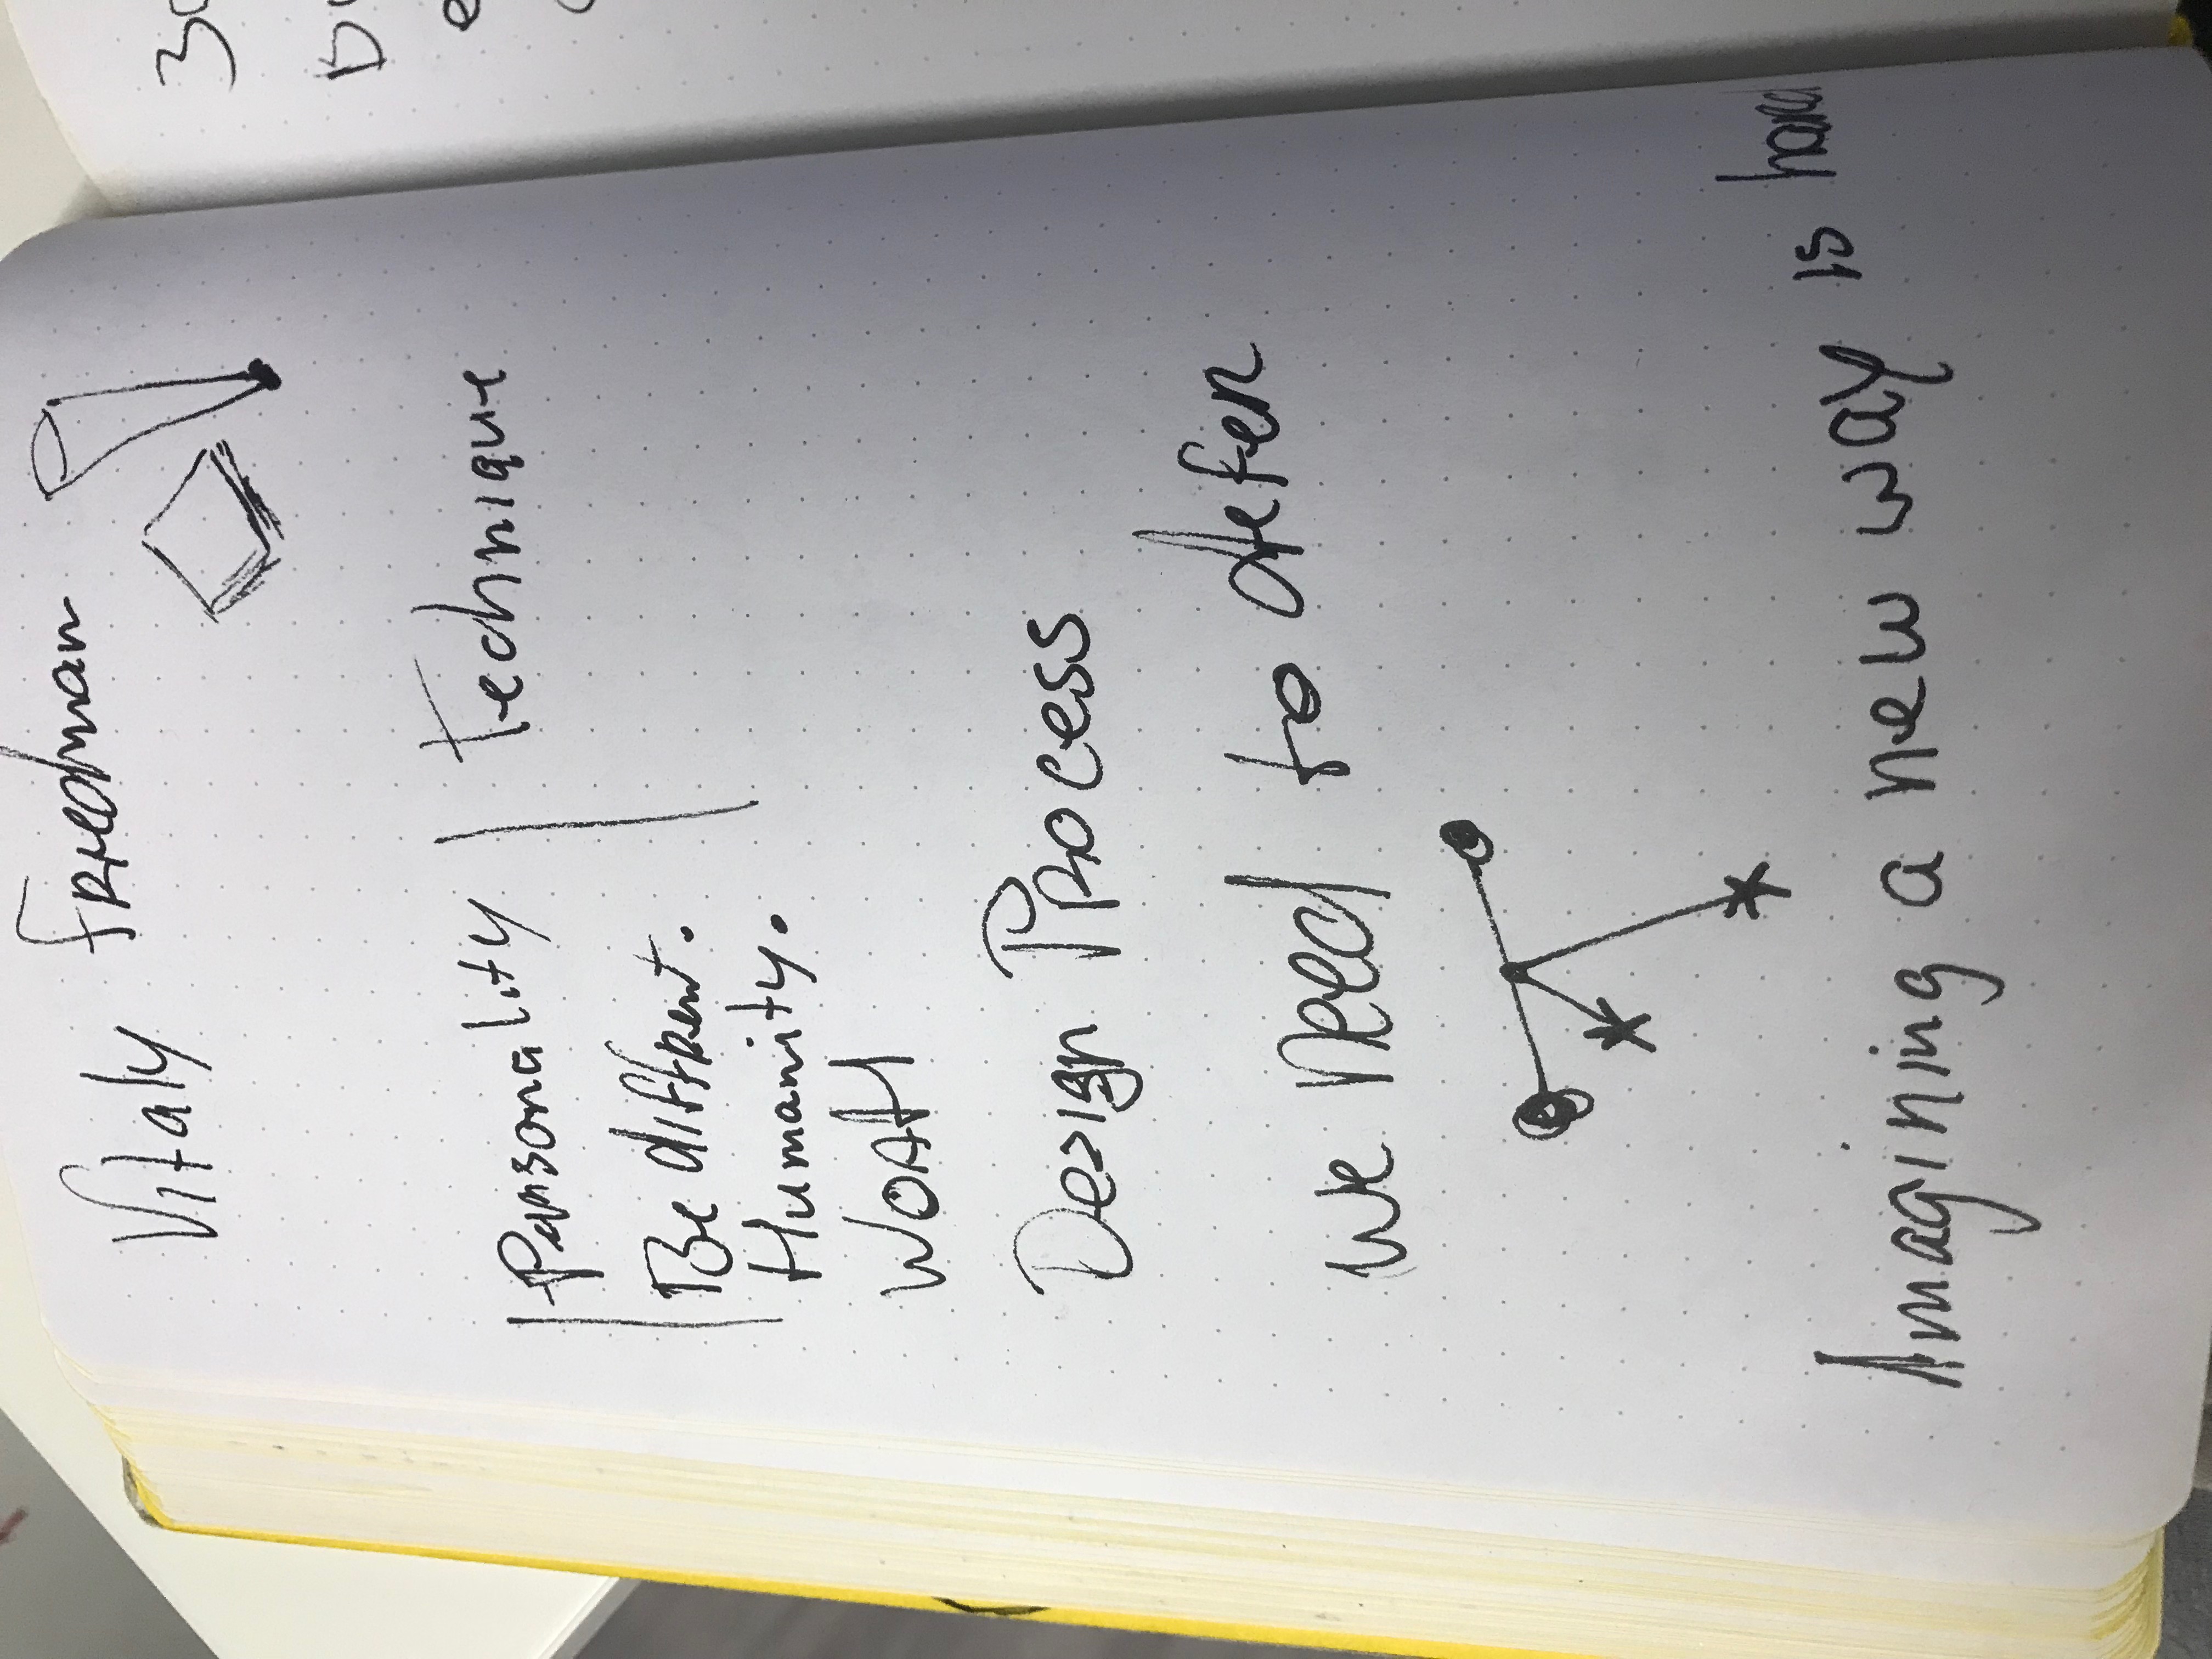 Vitaly Friedman
Personality | Technique
Be diffrent.
Humanity.
WOAH
Design Process
We need to defer
Imagining a new way is hard
30
e